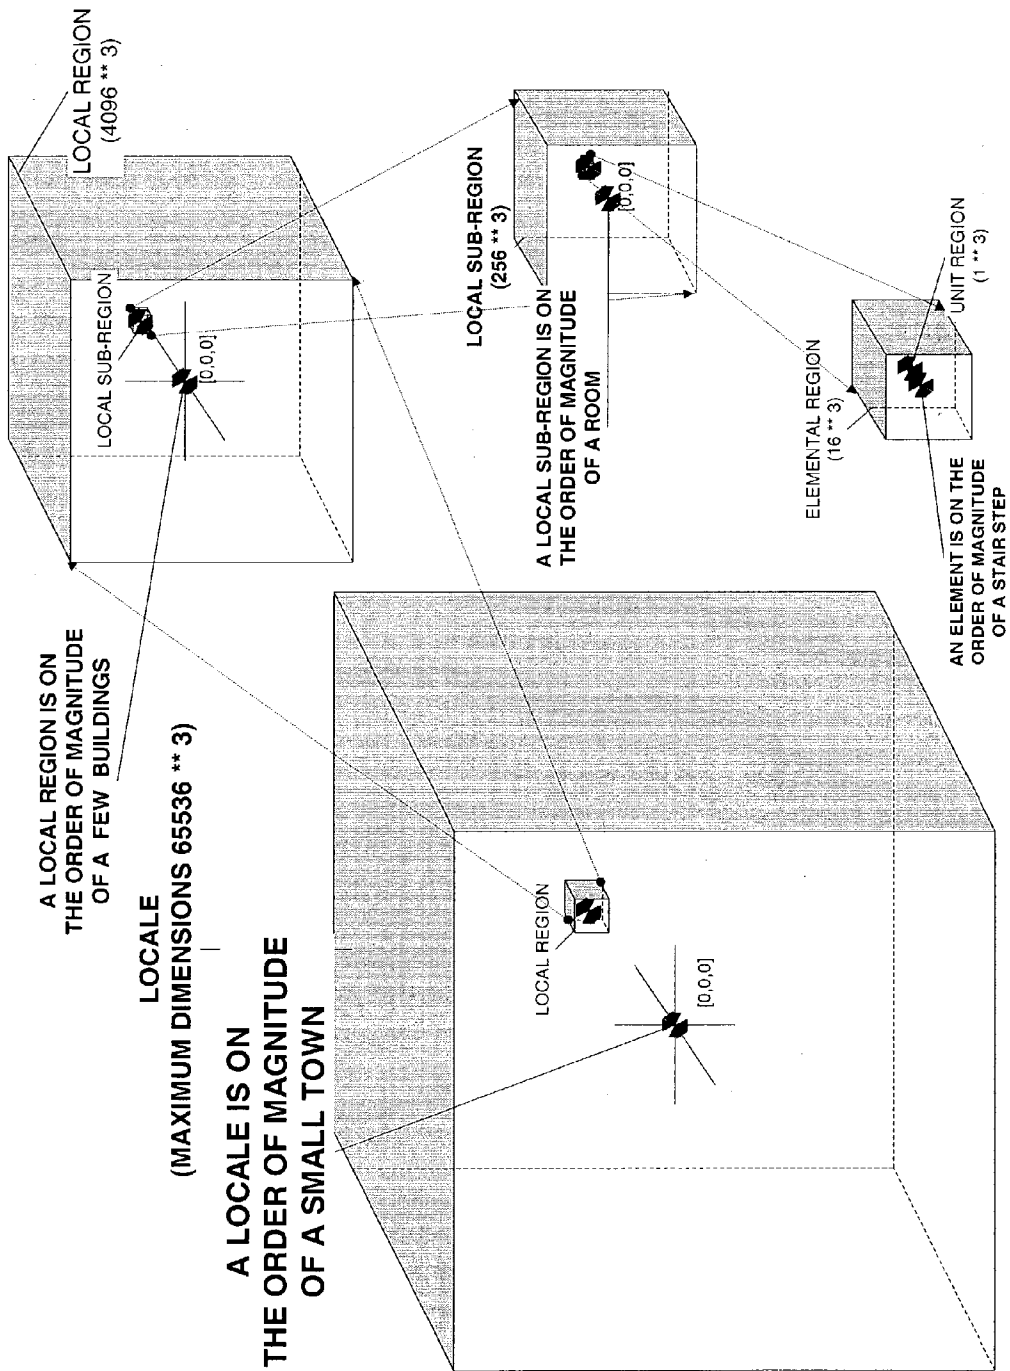 A LOCAL REGION IS ON
THE ORDER OF MAGNITUDE
OF A FEW BUILDINGS
LOCAL REGION
(4096 ** 3)
LOCAL SUB-REGION
[0,0,0]
LOCALE
(MAXIMUM DIMENSIONS 65536 ** 3)
A LOCALE IS ON
THE ORDER OF MAGNITUDE
OF A SMALL TOWN
LOCAL REGION
[0,0,0]
LOCAL SUB-REGION
(256 ** 3)
A LOCAL SUB-REGION IS ON
THE ORDER OF MAGNITUDE
OF A ROOM
[0,0,0]
ELEMENTAL REGION
(16 ** 3)
UNIT REGION
(1 ** 3)
AN ELEMENT IS ON THE
ORDER OF MAGNITUDE
OF A STAIR STEP